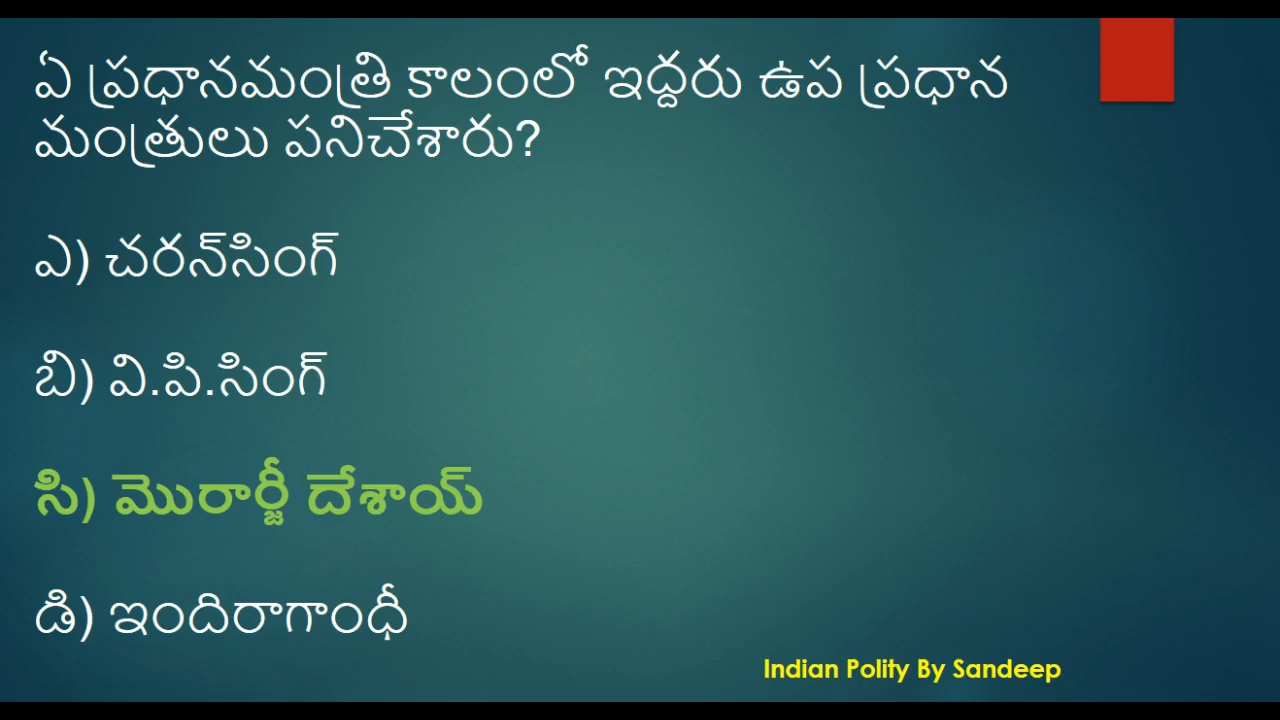 ఏ ప్రధానమంత్రి కాలంలో ఇద్దరు ఉప ప్రధాన
మంత్రులు పనిచేశారు?
ఎ) చరన్‌సింగ్
బి) వి.పి.సింగ్
సి) మొరార్జీ దేశాయ్
డి) ఇందిరాగాంధీ
Indian Polity By Sandeep